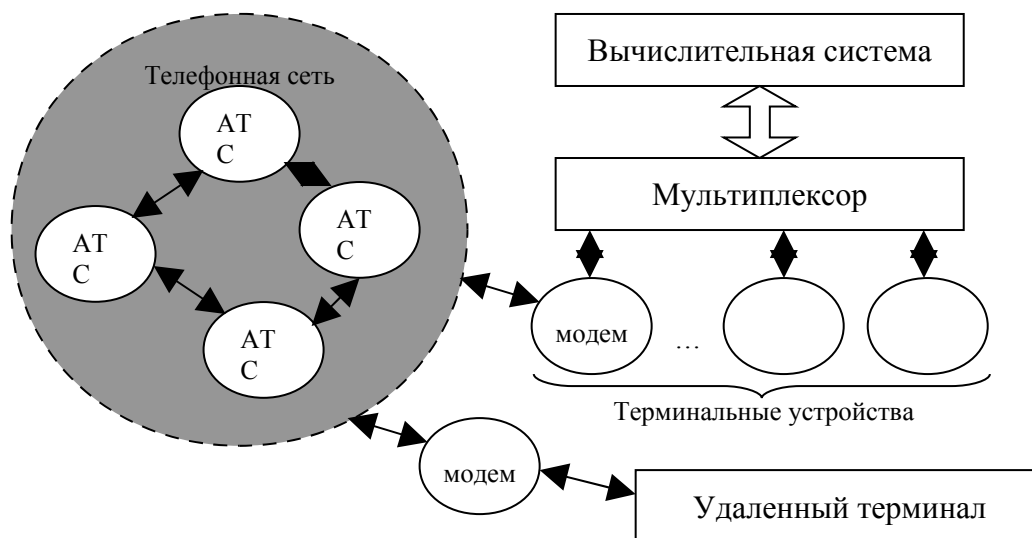 Вычислительная система
Телефонная сеть
АТ
С
Мультиплексор
АТ
С
АТ
С
АТ
С
модем
…
Терминальные устройства
модем
Удаленный терминал